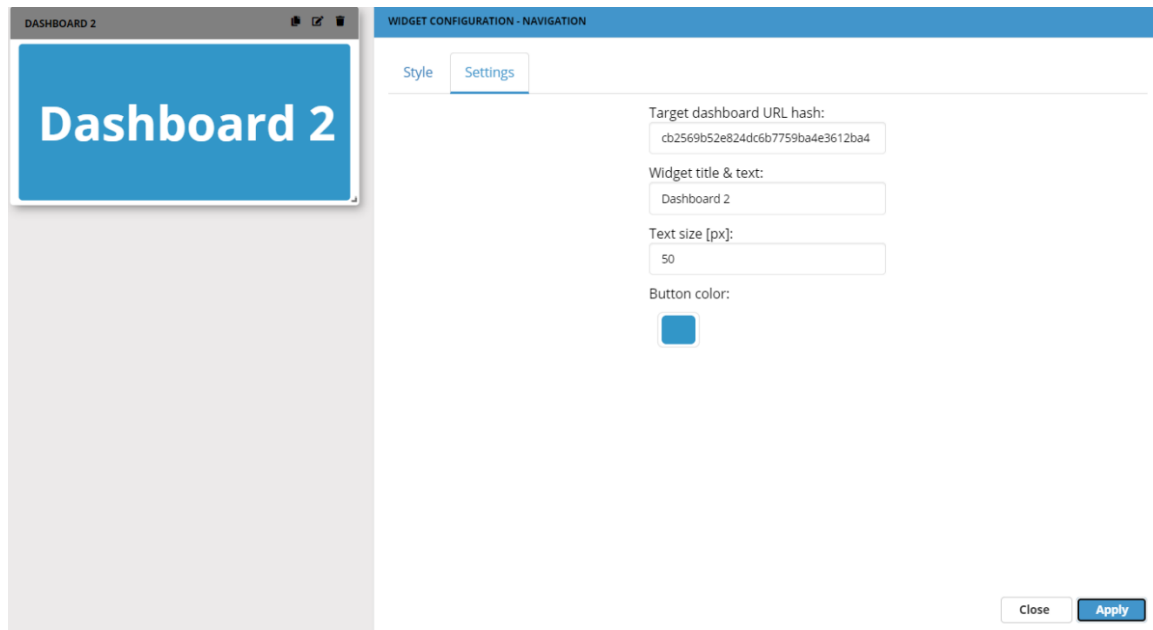 DASHBOARD 2
Dashboard 2
WIDGET CONFIGURATION - NAVIGATION
Style Settings
Target dashboard URL hash:
cb2569b52e824dc6b7759ba4e3612ba4
Widget title & text:
Dashboard 2
Text size [px]:
50
Button color:
Close Apply